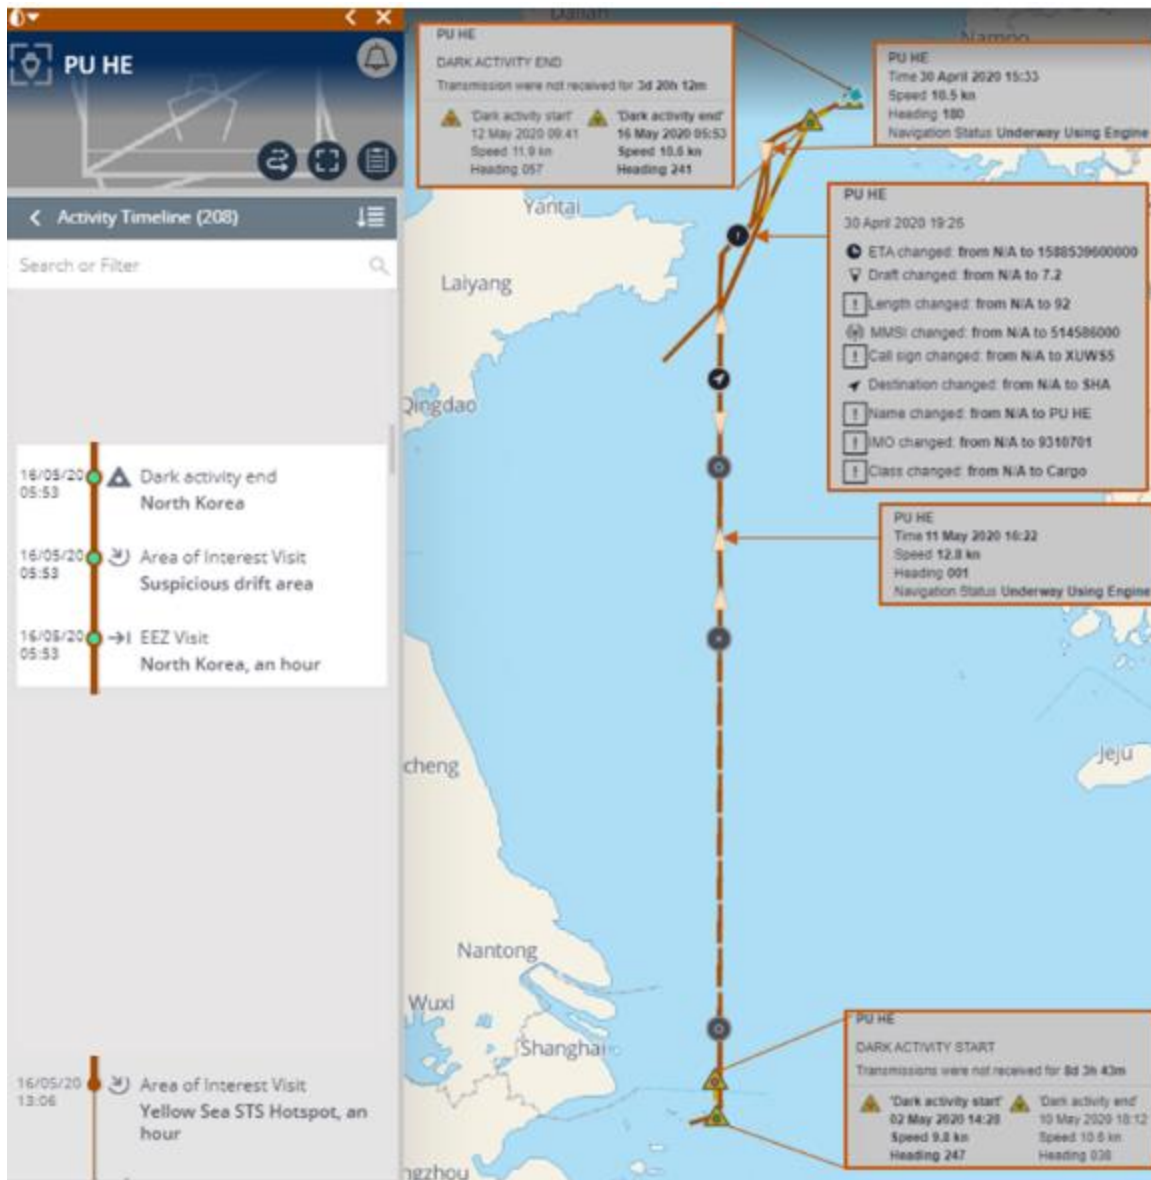 PU HE
Activity Timeline (208)
Search or Filter
16/05/20
05:53
Dark activity end
North Korea
16/05/20
05:53
Area of Interest Visit
Suspicious drift area
16/05/20
05:53
EEZ Visit
North Korea, an hour
16/05/20
13:06
Area of Interest Visit
Yellow Sea STS Hotspot, an
hour
Dalian
Nampo
PU HE
DARK ACTIVITY END
Transmission were not received for 3d 20h 12m
'Dark activity start'
12 May 2020 09:41
Speed 11.9 kn
Heading 057
'Dark activity end'
16 May 2020 05:53
Speed 10.6 kn
Heading 241
PU HE
Time 30 April 2020 15:33
Speed 10.5 kn
Heading 180
Navigation Status Underway Using Engine
Yantai
PU HE
30 April 2020 19:26
ETA changed: from N/A to 1588539600000
Draft changed: from N/A to 7.2
! Length changed: from N/A to 92
MMSI changed: from N/A to 514586000
! Call sign changed: from N/A to XUWS5
Destination changed: from N/A to SHA
! Name changed: from N/A to PU HE
! IMO changed: from N/A to 9310701
! Class changed: from N/A to Cargo
Laiyang
Qingdao
PU HE
Time 11 May 2020 16:22
Speed 12.8 kn
Heading 001
Navigation Status Underway Using Engine
Jeju
cheng
Nantong
Wuxi
Shanghai
ngzhou
PU HE
DARK ACTIVITY START
Transmissions were not received for 8d 3h 43m
'Dark activity start'
02 May 2020 14:28
Speed 9.8 kn
Heading 247
'Dark activity end'
10 May 2020 18:12
Speed 10.6 kn
Heading 038